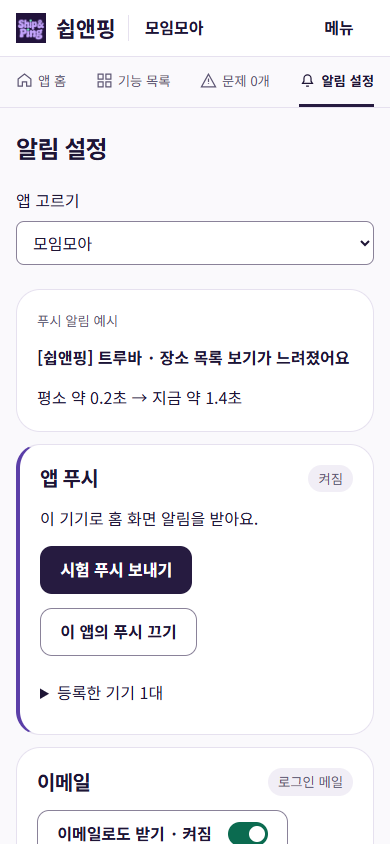 Ship&
Ping
쉽앤핑
모임모아
메뉴
앱 홈
기능 목록
문제 0개
알림 설정
알림 설정
앱 고르기
모임모아
푸시 알림 예시
[쉽앤핑] 트루바 · 장소 목록 보기가 느려졌어요
평소 약 0.2초 → 지금 약 1.4초
앱 푸시
켜짐
이 기기로 홈 화면 알림을 받아요.
시험 푸시 보내기
이 앱의 푸시 끄기
▶ 등록한 기기 1대
이메일
로그인 메일
이메일로도 받기 · 켜짐